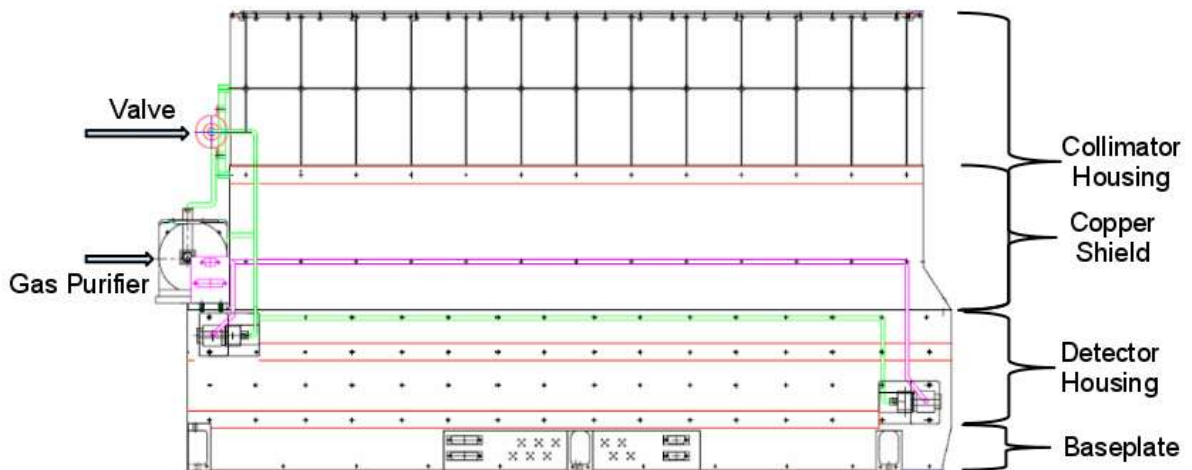 Valve
Gas Purifier
Collimator
Housing
Copper
Shield
Detector
Housing
Baseplate